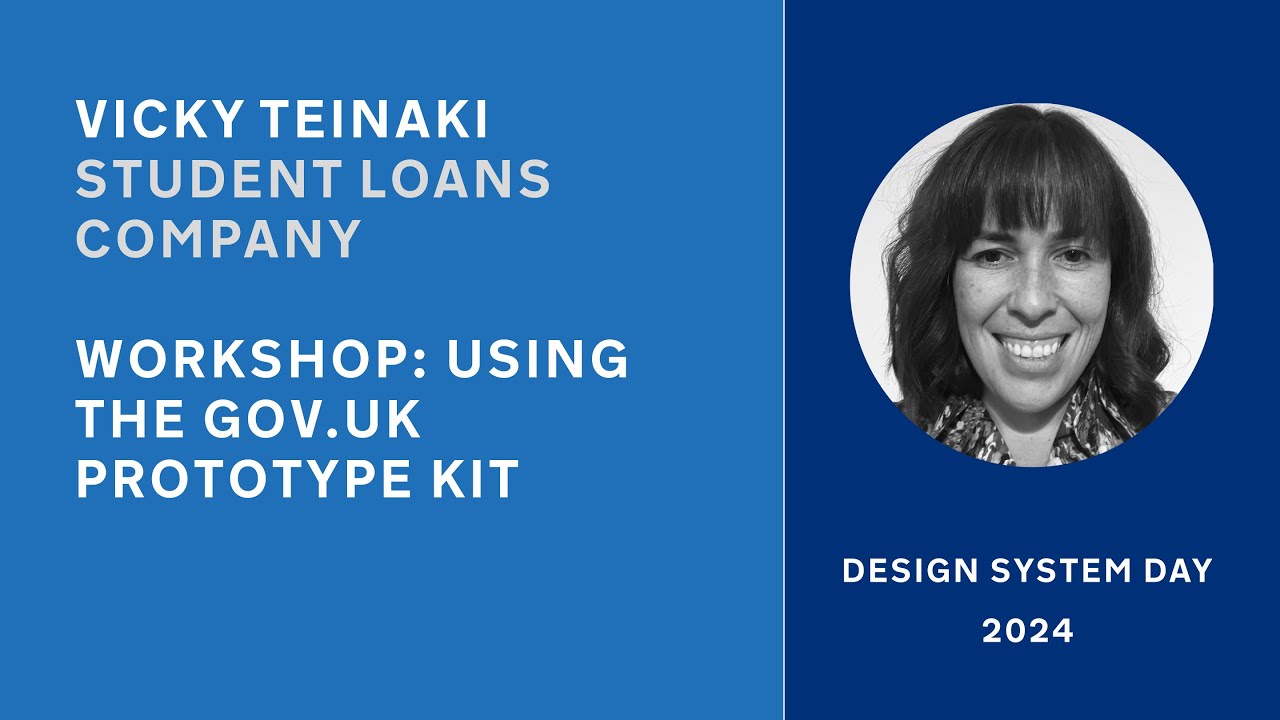 VICKY TEINAKI
STUDENT LOANS
COMPANY
WORKSHOP: USING
THE GOV.UK
PROTOTYPE KIT
DESIGN SYSTEM DAY
2024